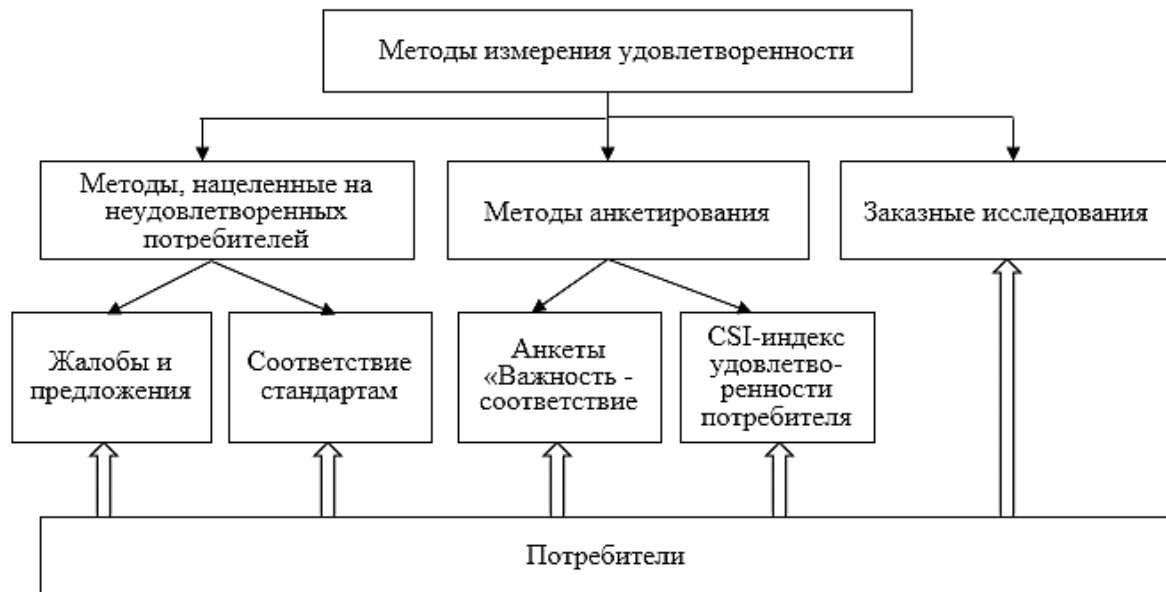 Методы измерения удовлетворенности
Методы, нацеленные на
неудовлетворенных
потребителей
Методы анкетирования
Заказные исследования
Жалобы и
предложения
Соответствие
стандартам
Анкеты
«Важность -
соответствие
CSI-индекс
удовлетво-
ренности
потребителя
Потребители